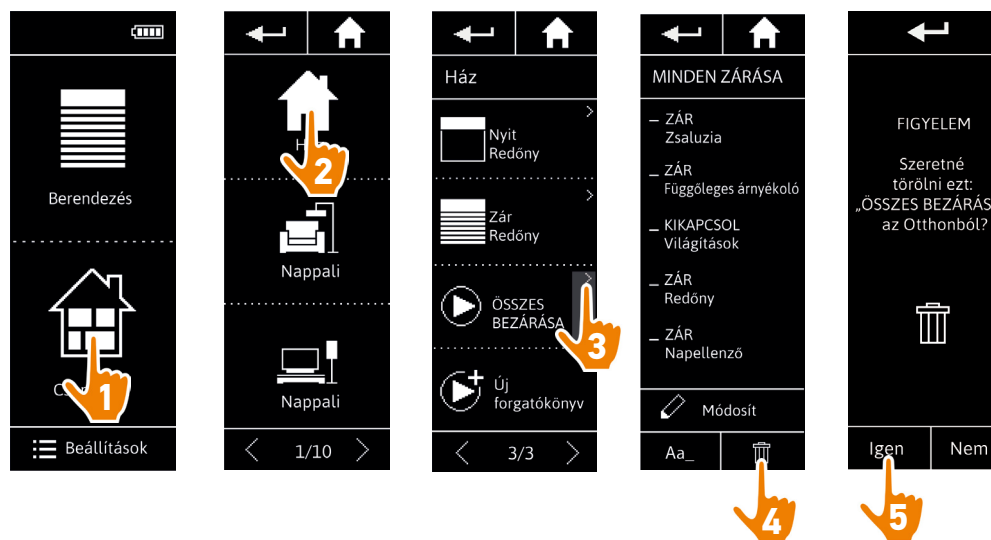 Berendezés
1
Beállítások
2
Nappali
Nappali
1/10
Ház
Nyit
Redőny
Zár
Redőny
ÖSSZES
BEZÁRÁSA
3
Új
forgatókönyv
3/3
MINDEN ZÁRÁSA
– ZÁR
Zsaluzia
– ZÁR
Függőleges árnyékoló
– KIKAPCSOL
Világítások
– ZÁR
Redőny
– ZÁR
Napellenző
Módosít
Aa_
4
FIGYELEM
Szeretné
törölni ezt:
„ÖSSZES BEZÁRÁS
az Otthonból?
Igen
Nem
5